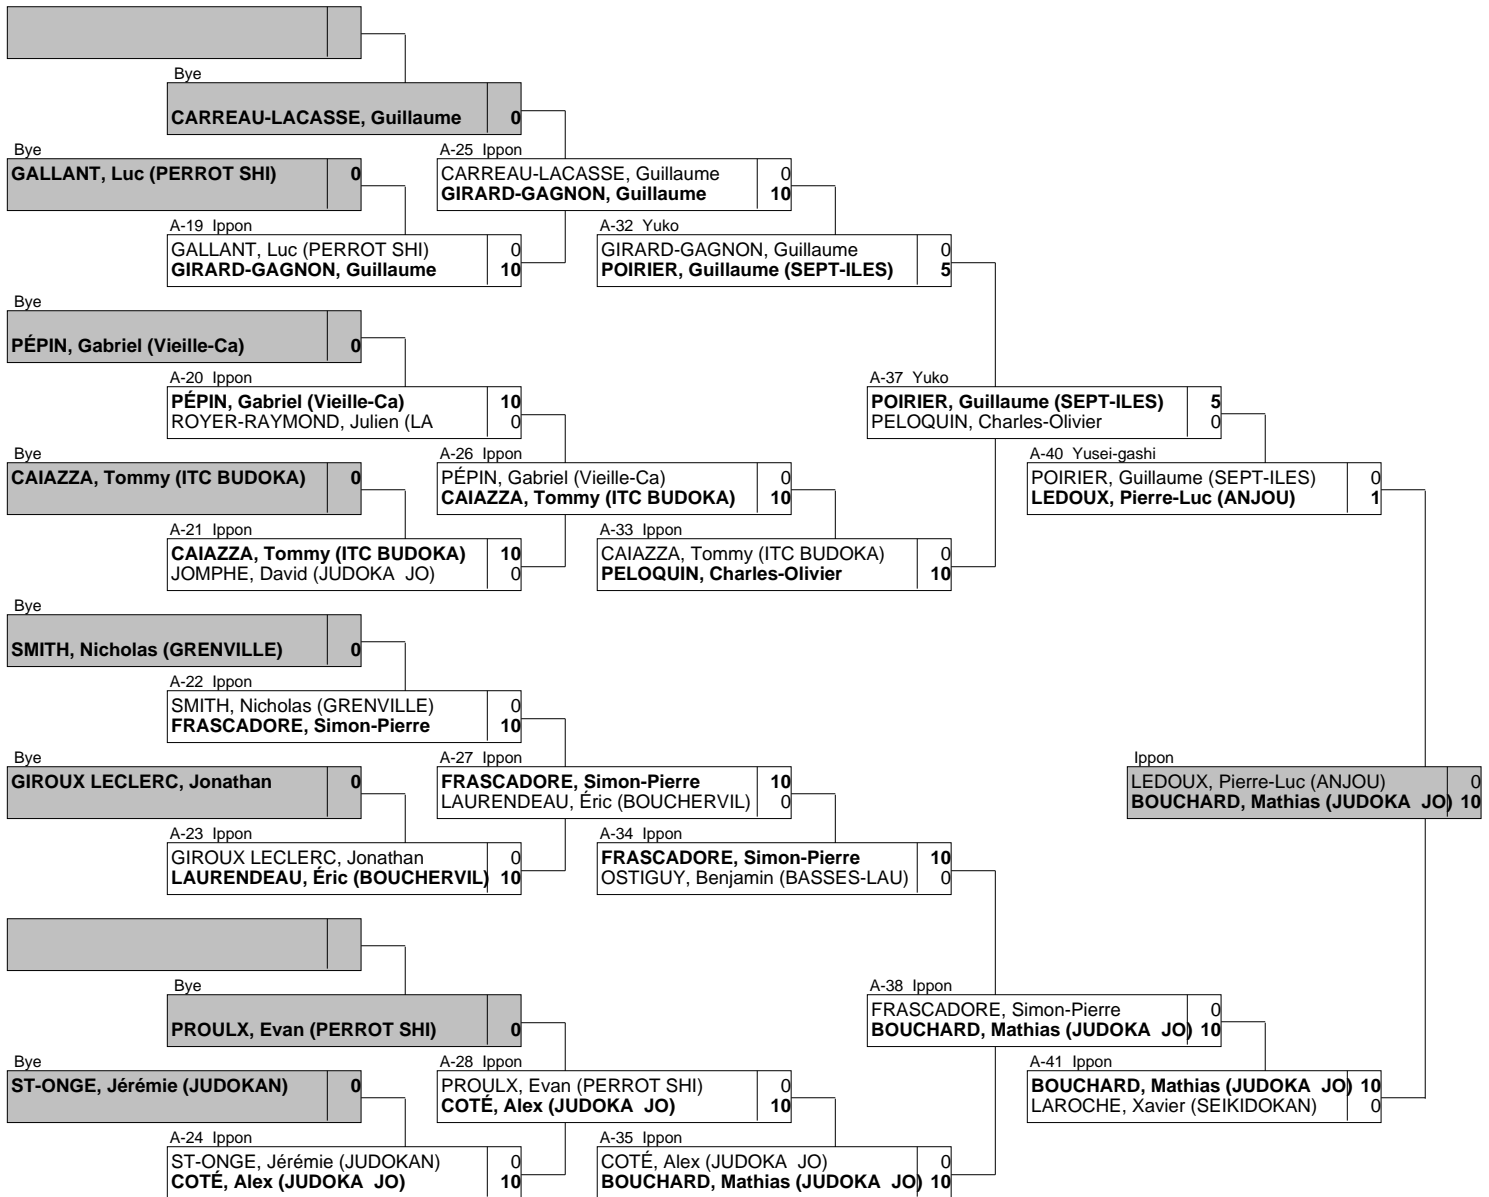 Bye
CARREAU-LACASSE, Guillaume 0
Bye
GALLANT, Luc (PERROT SHI) 0
A-25 Ippon
CARREAU-LACASSE, Guillaume 0
GIRARD-GAGNON, Guillaume 10
A-19 Ippon
GALLANT, Luc (PERROT SHI) 0
GIRARD-GAGNON, Guillaume 10
A-32 Yuko
GIRARD-GAGNON, Guillaume 0
POIRIER, Guillaume (SEPT-ILES) 5
Bye
PÉPIN, Gabriel (Vieille-Ca) 0
A-20 Ippon
PÉPIN, Gabriel (Vieille-Ca) 10
ROYER-RAYMOND, Julien (LA 0
A-37 Yuko
POIRIER, Guillaume (SEPT-ILES) 5
PELOQUIN, Charles-Olivier 0
Bye
CAIAZZA, Tommy (ITC BUDOKA) 0
A-26 Ippon
PÉPIN, Gabriel (Vieille-Ca) 0
CAIAZZA, Tommy (ITC BUDOKA) 10
A-40 Yusei-gashi
POIRIER, Guillaume (SEPT-ILES) 0
LEDOUX, Pierre-Luc (ANJOU) 1
A-21 Ippon
CAIAZZA, Tommy (ITC BUDOKA) 10
JOMPHE, David (JUDOKA JO) 0
A-33 Ippon
CAIAZZA, Tommy (ITC BUDOKA) 0
PELOQUIN, Charles-Olivier 10
Bye
SMITH, Nicholas (GRENVILLE) 0
A-22 Ippon
SMITH, Nicholas (GRENVILLE) 0
FRASCADORE, Simon-Pierre 10
Bye
GIROUX LECLERC, Jonathan 0
A-27 Ippon
FRASCADORE, Simon-Pierre 10
LAURENDEAU, Éric (BOUCHERVIL) 0
Ippon
LEDOUX, Pierre-Luc (ANJOU) 0
BOUCHARD, Mathias (JUDOKA JO) 10
A-23 Ippon
GIROUX LECLERC, Jonathan 0
LAURENDEAU, Éric (BOUCHERVIL) 10
A-34 Ippon
FRASCADORE, Simon-Pierre 10
OSTIGUY, Benjamin (BASSES-LAU) 0
Bye
PROULX, Evan (PERROT SHI) 0
A-38 Ippon
FRASCADORE, Simon-Pierre 0
BOUCHARD, Mathias (JUDOKA JO) 10
Bye
ST-ONGE, Jérémie (JUDOKAN) 0
A-28 Ippon
PROULX, Evan (PERROT SHI) 0
COTÉ, Alex (JUDOKA JO) 10
A-41 Ippon
BOUCHARD, Mathias (JUDOKA JO) 10
LAROCHE, Xavier (SEIKIDOKAN) 0
A-24 Ippon
ST-ONGE, Jérémie (JUDOKAN) 0
COTÉ, Alex (JUDOKA JO) 10
A-35 Ippon
COTÉ, Alex (JUDOKA JO) 0
BOUCHARD, Mathias (JUDOKA JO) 10